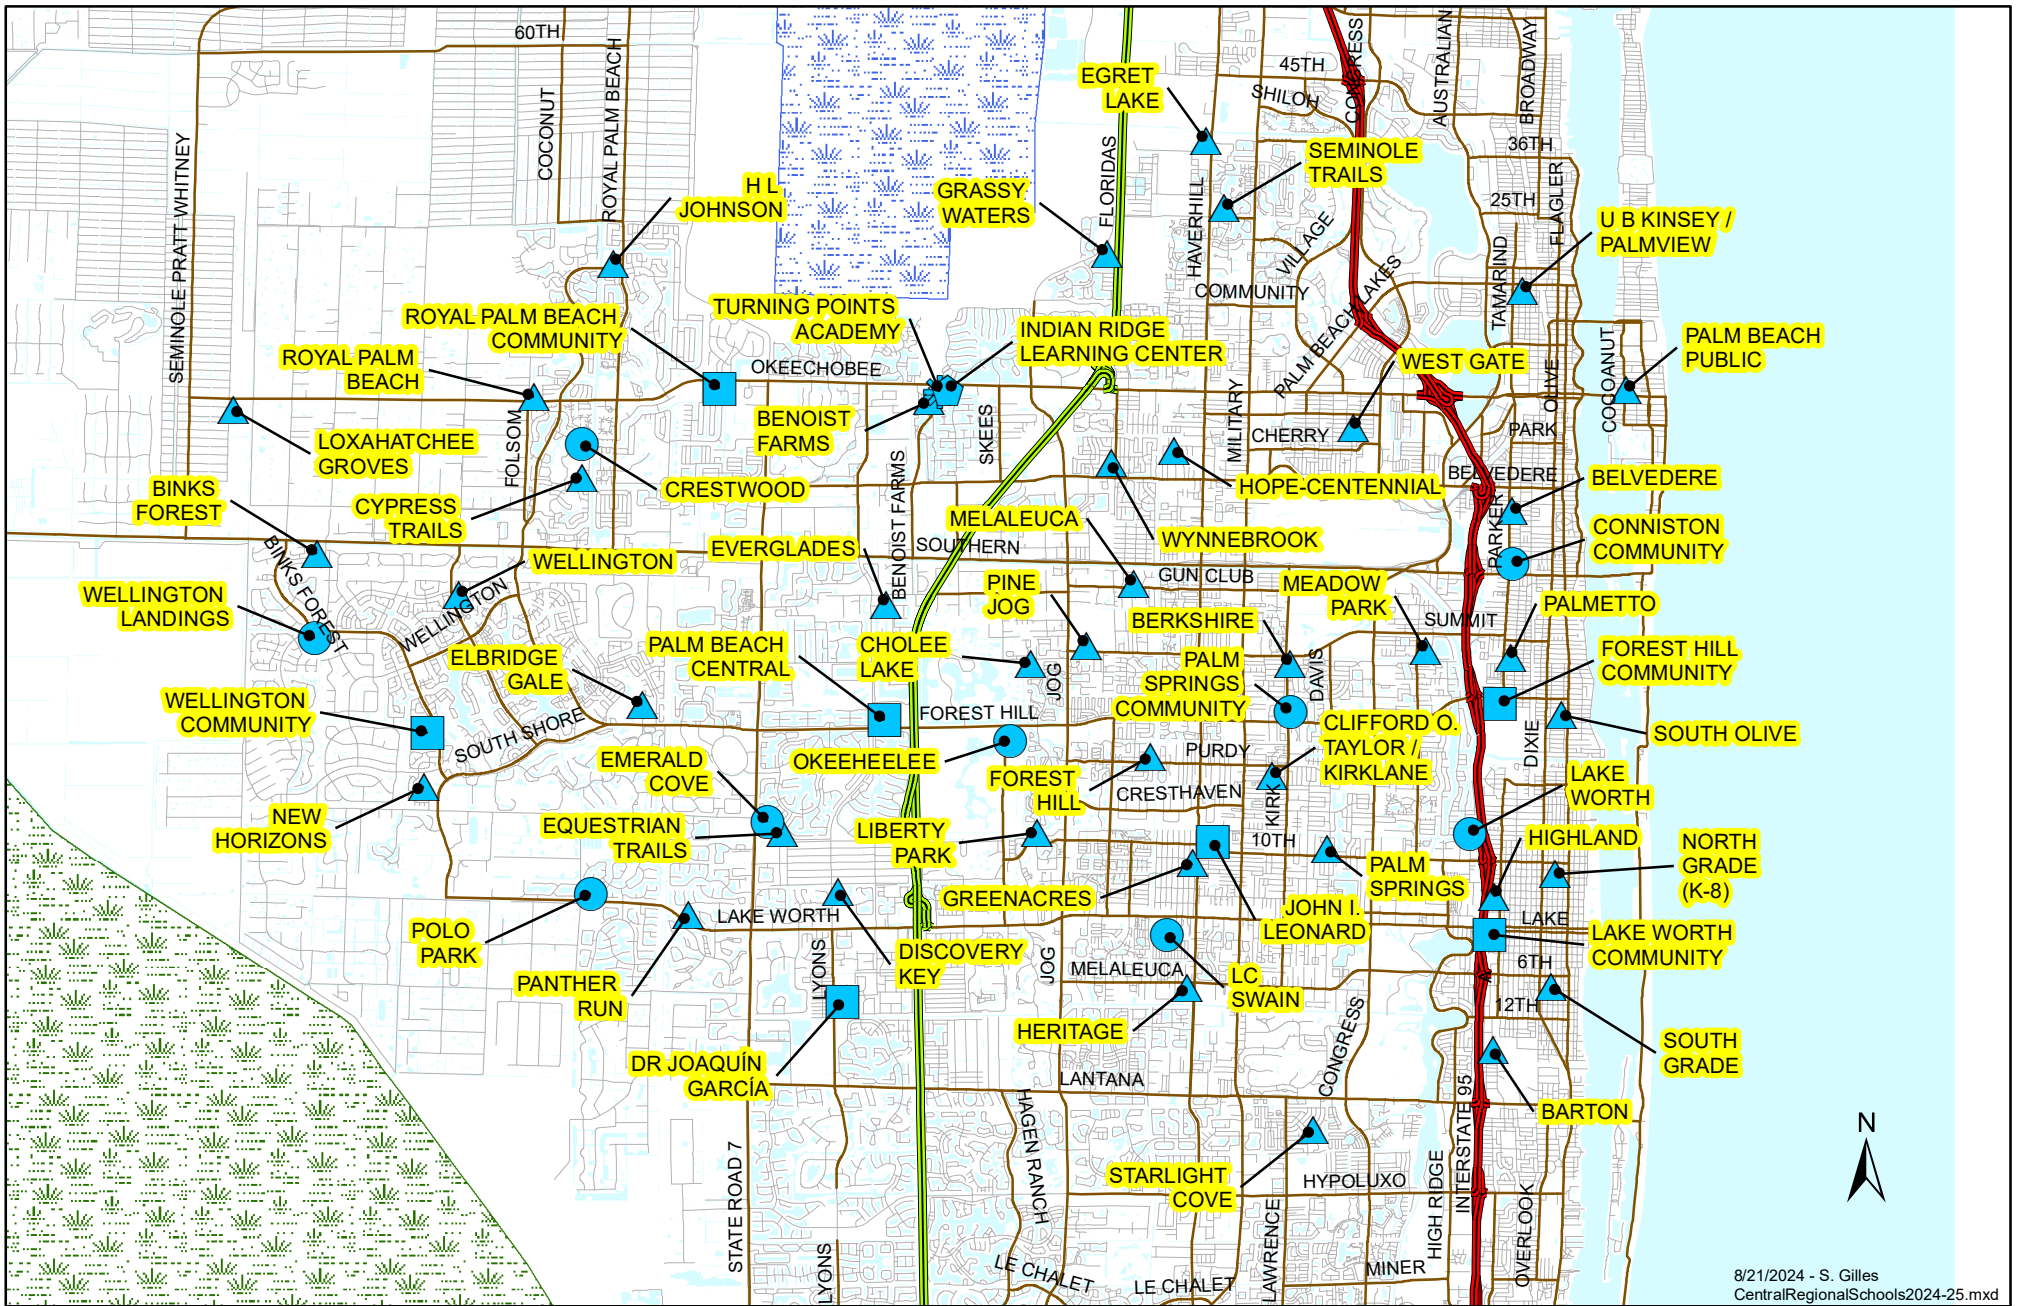 60TH
ROYAL PALM BEACH
COCONUT
SEMINOLE PRATT WHITNEY
EGRET
LAKE
45TH
SHILOH
CONGRESS
AUSTRALIAN
BROADWAY
36TH
SEMINOLE
TRAILS
25TH
FLAGLER
H L
JOHNSON
GRASSY
WATERS
FLORIDAS
HAVERHILL
VILLAGE
COMMUNITY
PALM BEACH LAKES
TAMARIND
U B KINSEY /
PALMVIEW
ROYAL PALM BEACH
COMMUNITY
TURNING POINTS
ACADEMY
INDIAN RIDGE
LEARNING CENTER
WEST GATE
OLIVE
COCOANUT
PALM BEACH
PUBLIC
ROYAL PALM
BEACH
OKEECHOBEE
BENOIST
FARMS
SKEES
MILITARY
CHERRY
PARK
LOXAHATCHEE
GROVES
FOLSOM
CRESTWOOD
BENOIST FARMS
HOPE-CENTENNIAL
BELVEDERE
BELVEDERE
BINKS
FOREST
CYPRESS
TRAILS
MELALEUCA
WYNNEBROOK
PARKER
CONNISTON
COMMUNITY
BINKS FOREST
WELLINGTON
EVERGLADES
SOUTHERN
GUN CLUB
WELLINGTON
LANDINGS
WELLINGTON
PINE
JOG
MEADOW
PARK
SUMMIT
PALMETTO
BERKSHIRE
ELBRIDGE
GALE
PALM BEACH
CENTRAL
CHOLEE
LAKE
JOG
PALM
SPRINGS
COMMUNITY
DAVIS
FOREST HILL
COMMUNITY
WELLINGTON
COMMUNITY
SOUTH SHORE
FOREST HILL
CLIFFORD O.
TAYLOR /
KIRKLANE
DIXIE
SOUTH OLIVE
EMERALD
COVE
OKEEHEELEE
PURDY
FOREST
HILL
CRESTHAVEN
KIRK
LAKE
WORTH
NEW
HORIZONS
EQUESTRIAN
TRAILS
LIBERTY
PARK
10TH
HIGHLAND
NORTH
GRADE
(K-8)
PALM
SPRINGS
GREENACRES
JOHN I.
LEONARD
POLO
PARK
LAKE WORTH
LAKE
LAKE WORTH
COMMUNITY
DISCOVERY
KEY
LYONS
JOG
MELALEUCA
LC
SWAIN
6TH
12TH
PANTHER
RUN
HERITAGE
SOUTH
GRADE
DR JOAQUÍN
GARCÍA
LANTANA
CONGRESS
BARTON
HAGEN RANCH
STARLIGHT
COVE
HYPOLUXO
INTERSTATE 95
HIGH RIDGE
OVERLOOK
LAWRENCE
STATE ROAD 7
LYONS
LE CHALET
LE CHALET
MINER
N
8/21/2024 - S. Gilles
CentralRegionalSchools2024-25.mxd